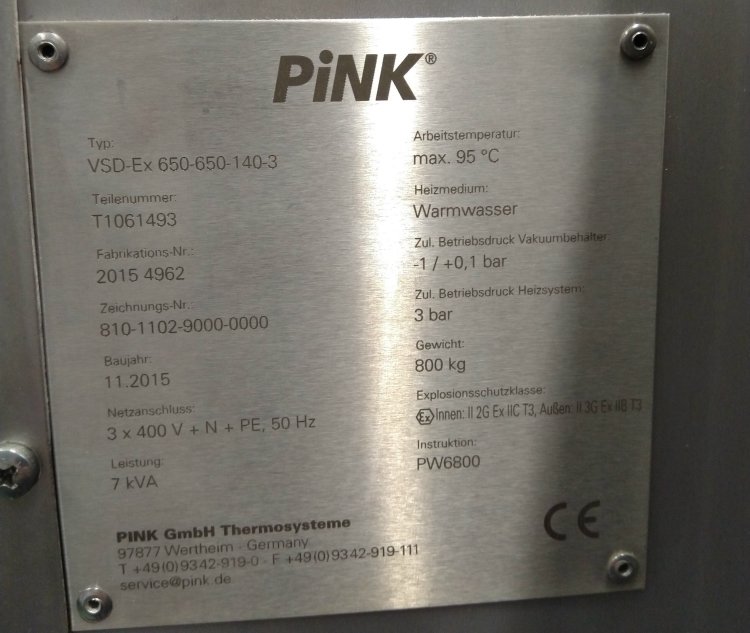 PiNK®
Typ:
VSD-Ex 650-650-140-3
Teilenummer:
T1061493
Fabrikations-Nr.:
2015 4962
Zeichnungs-Nr.:
810-1102-9000-0000
Baujahr:
11.2015
Netzanschluss:
3 x 400 V + N + PE, 50 Hz
Leistung:
7 kVA
Arbeitstemperatur:
max. 95 °C
Heizmedium:
Warmwasser
Zul. Betriebsdruck Vakuumbehälter
-1 / +0,1 bar
Zul. Betriebsdruck Heizsystem:
3 bar
Gewicht:
800 kg
Explosionsschutzklasse:
Ex Innen: II 2G Ex IIC T3, Außen: II 3G Ex IIB T3
Instruktion:
PW6800
PINK GmbH Thermosysteme
97877 Wertheim · Germany
T +49(0)9342-919-0 · F +49(0)9342-919-111
service@pink.de
CE